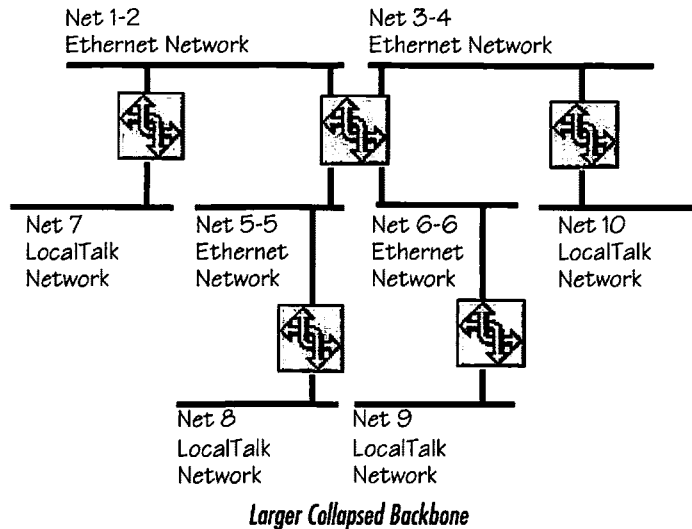 Net 1-2
Ethernet Network
Net 3-4
Ethernet Network
Net 7
LocalTalk
Network
Net 5-5
Ethernet
Network
Net 6-6
Ethernet
Network
Net 10
LocalTalk
Network
Net 8
LocalTalk
Network
Net 9
LocalTalk
Network
Larger Collapsed Backbone